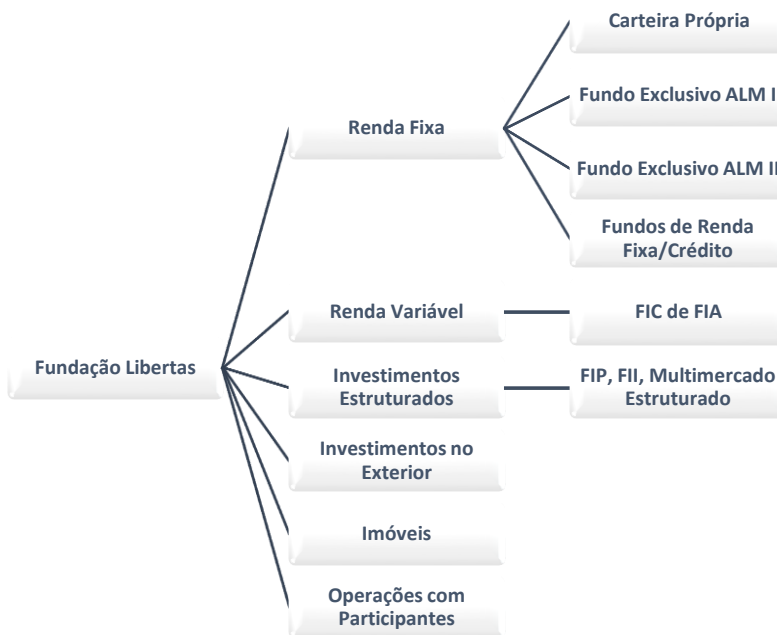 Carteira Própria
Fundo Exclusivo ALM I
Renda Fixa
Fundo Exclusivo ALM II
Fundos de Renda
Fixa/Crédito
Renda Variável
FIC de FIA
Fundação Libertas
Investimentos
Estruturados
FIP, FII, Multimercado
Estruturado
Investimentos no
Exterior
Imóveis
Operações com
Participantes